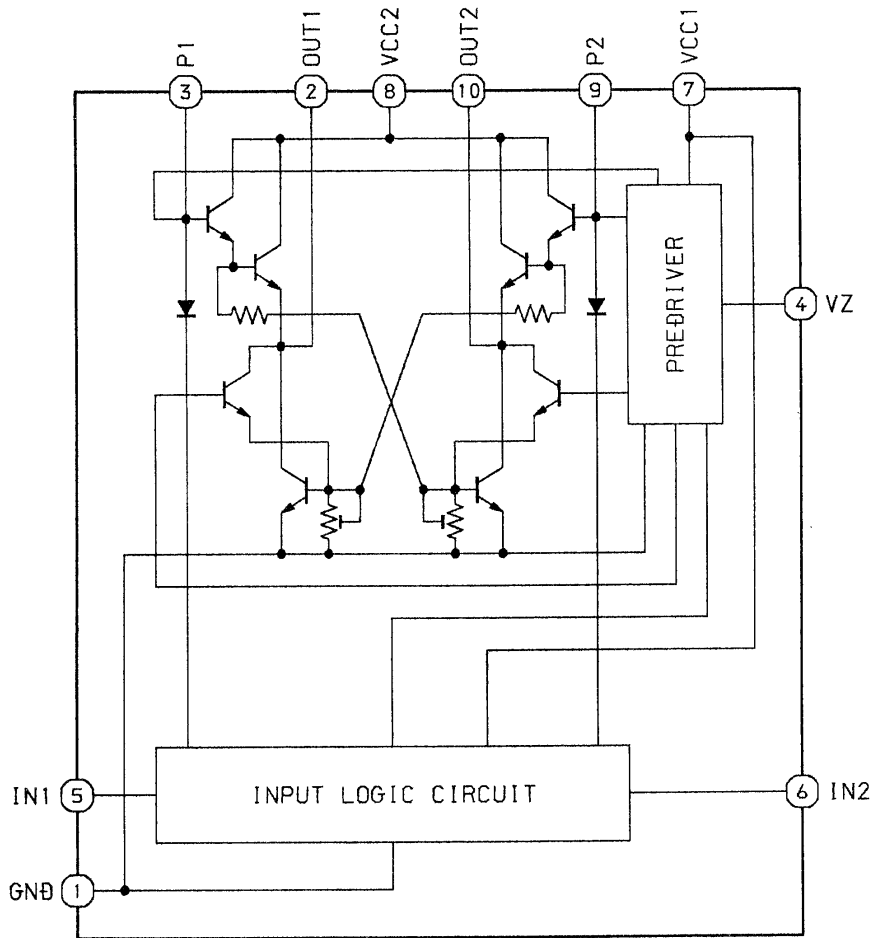 P1
OUT1
VCC2
OUT2
P2
VCC1
3
2
8
10
9
7
PREDRIVER
4 VZ
IN1 5
INPUT LOGIC CIRCUIT
6 IN2
GND 1